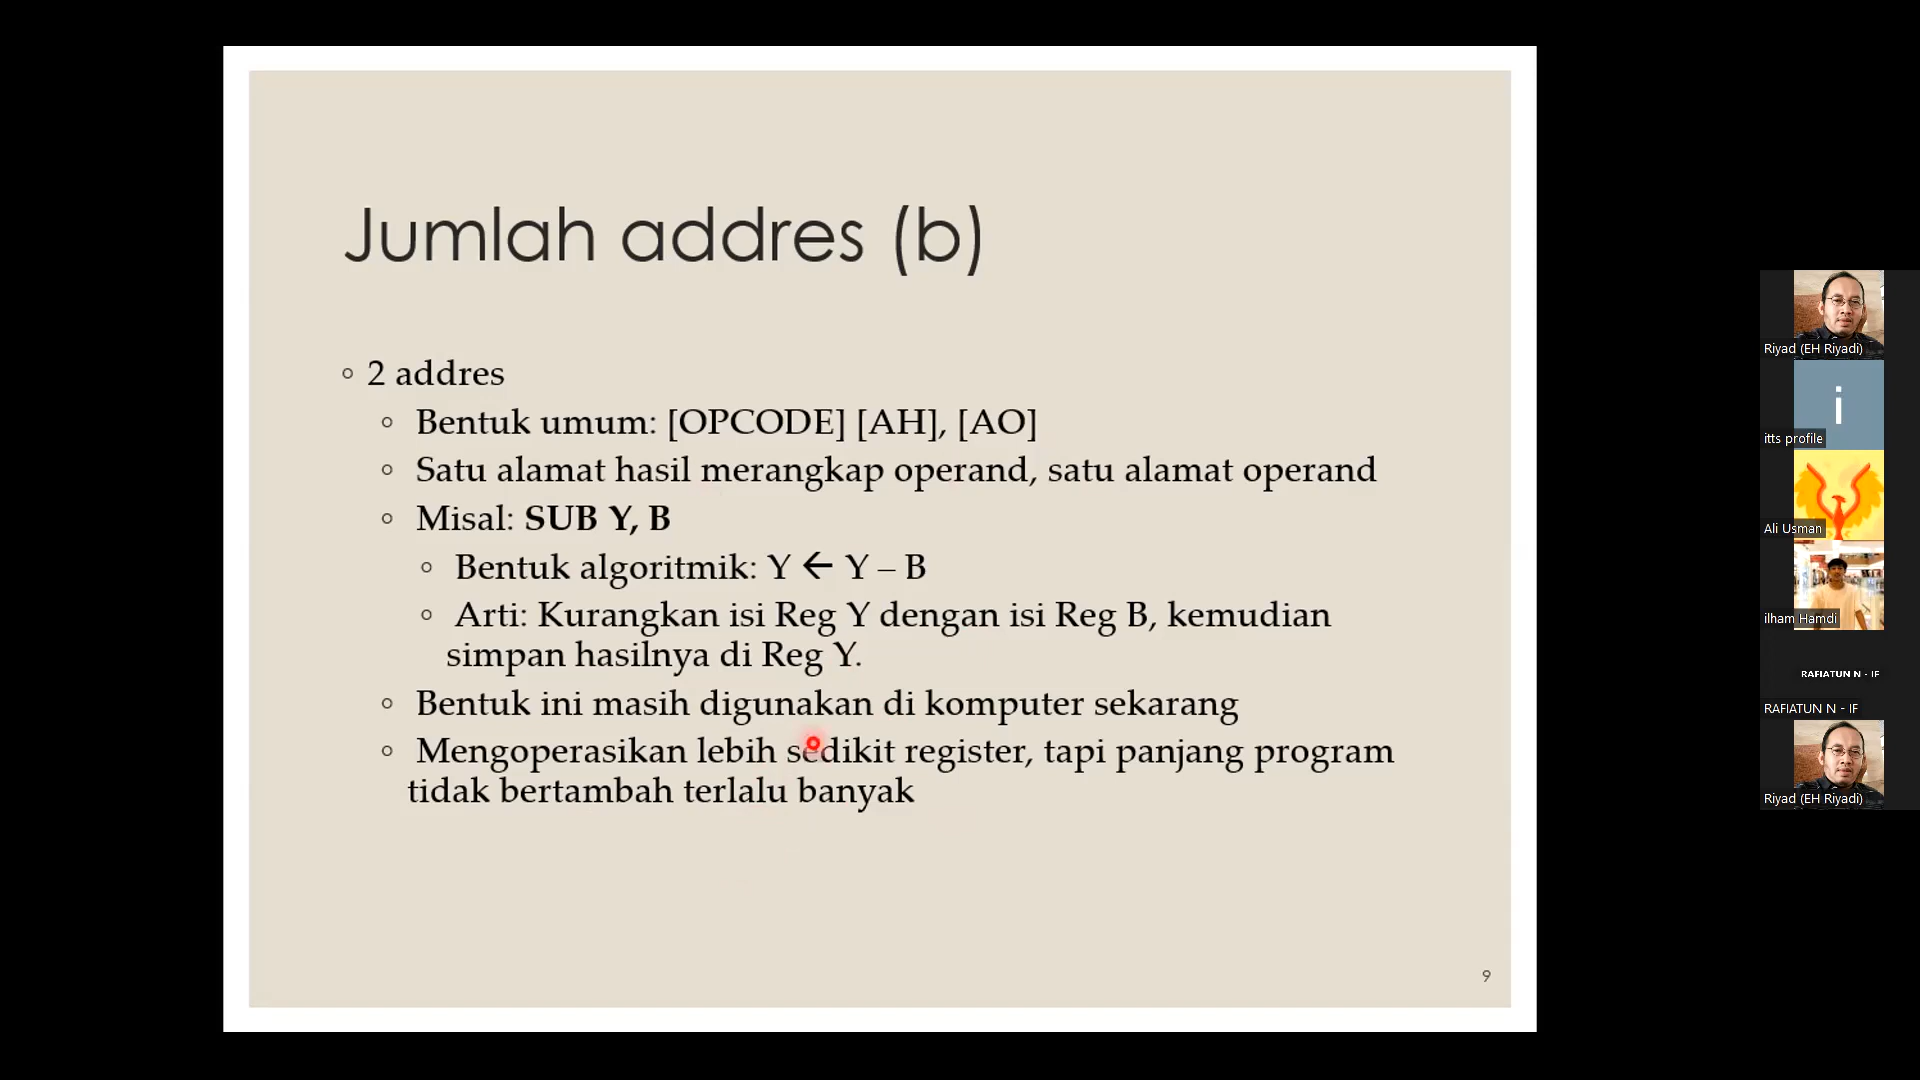 Jumlah addres (b)
2 addres
Bentuk umum: [OPCODE] [AH], [AO]
Satu alamat hasil merangkap operand, satu alamat operand
Misal: SUB Y, B
Bentuk algoritmik: Y ← Y – B
Arti: Kurangkan isi Reg Y dengan isi Reg B, kemudian
simpan hasilnya di Reg Y.
Bentuk ini masih digunakan di komputer sekarang
Mengoperasikan lebih sedikit register, tapi panjang program
tidak bertambah terlalu banyak
9
Riyad (EH Riyadi)
i
itts profile
Ali Usman
ilham Hamdi
RAFIATUN N - IF
RAFIATUN N - IF
Riyad (EH Riyadi)